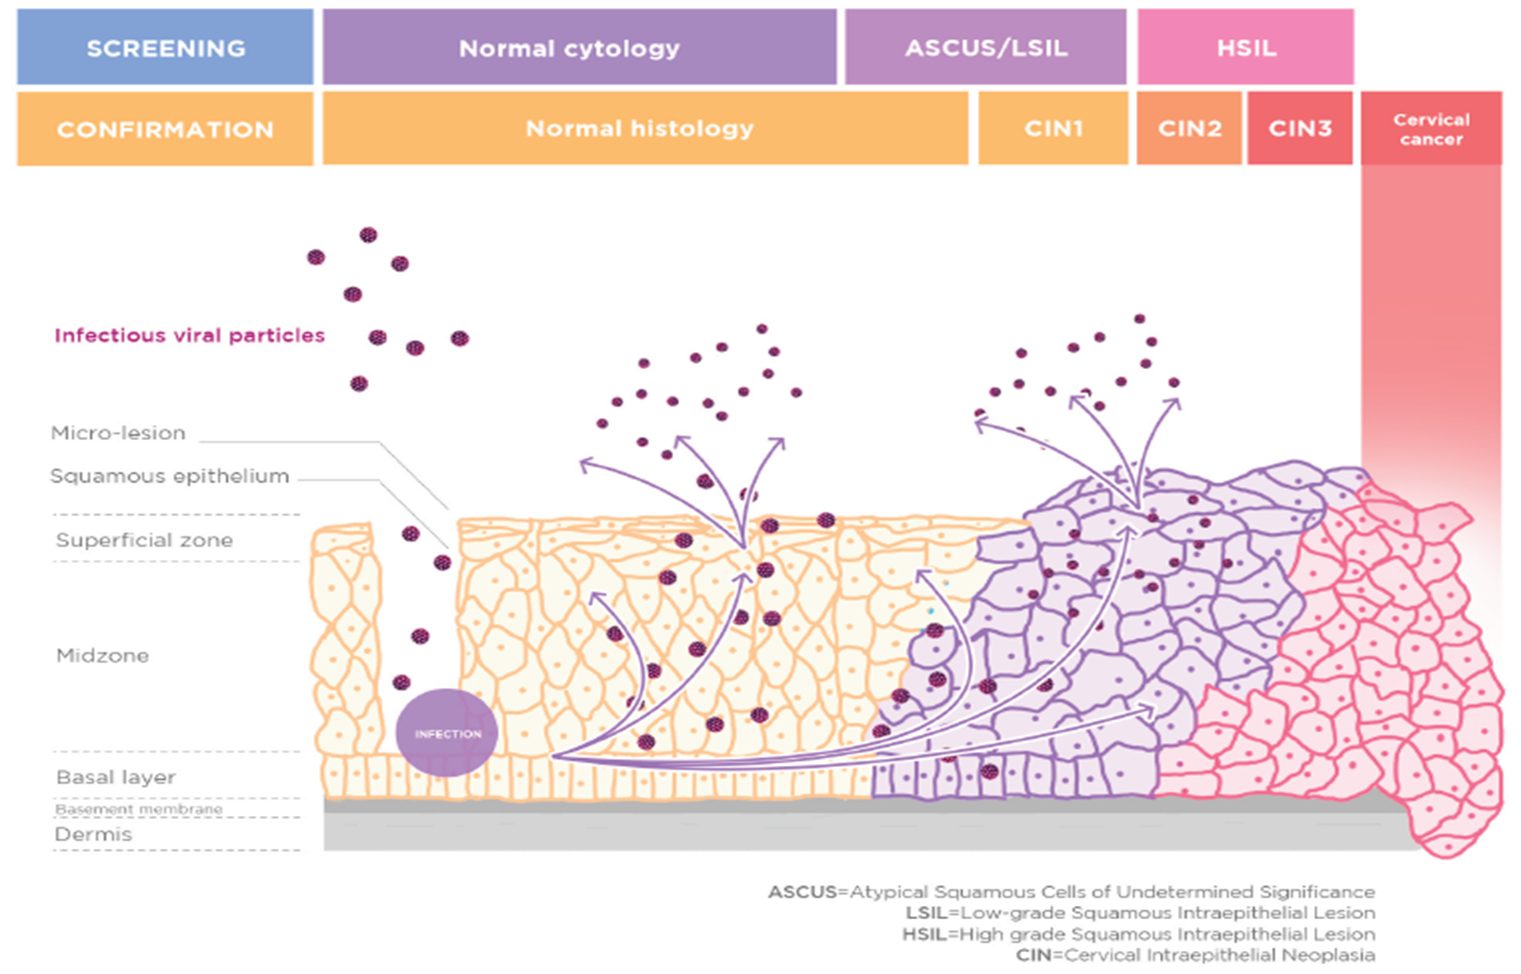 SCREENING
Normal cytology
ASCUS/LSIL
HSIL
CONFIRMATION
Normal histology
CIN1
CIN2
CIN3
Cervical
cancer
Infectious viral particles
Micro-lesion
Squamous epithelium
Superficial zone
Midzone
INFECTION
Basal layer
Basement membrane
Dermis
ASCUS=Atypical Squamous Cells of Undetermined Significance
LSIL=Low-grade Squamous Intraepithelial Lesion
HSIL=High grade Squamous Intraepithelial Lesion
CIN=Cervical Intraepithelial Neoplasia